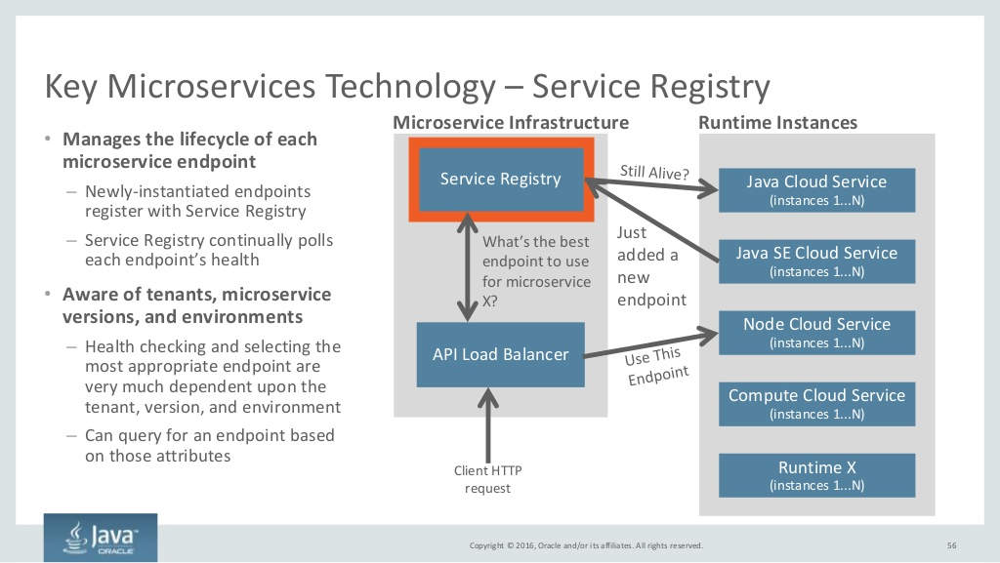 Key Microservices Technology – Service Registry
• Manages the lifecycle of each
microservice endpoint
– Newly-instantiated endpoints
register with Service Registry
– Service Registry continually polls
each endpoint's health
• Aware of tenants, microservice
versions, and environments
– Health checking and selecting the
most appropriate endpoint are
very much dependent upon the
tenant, version, and environment
– Can query for an endpoint based
on those attributes
Microservice Infrastructure
Service Registry
What's the best
endpoint to use
for microservice
X?
API Load Balancer
Client HTTP
request
Still Alive?
Just
added a
new
endpoint
Use This
Endpoint
Runtime Instances
Java Cloud Service
(instances 1...N)
Java SE Cloud Service
(instances 1...N)
Node Cloud Service
(instances 1...N)
Compute Cloud Service
(instances 1...N)
Runtime X
(instances 1...N)
Java™
ORACLE
Copyright © 2016, Oracle and/or its affiliates. All rights reserved.
56